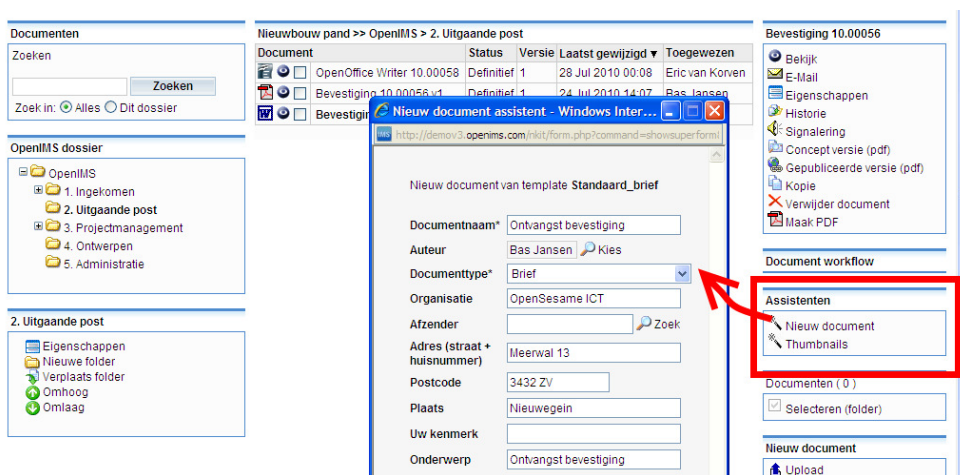 Documenten
Zoeken
Zoeken
Zoek in: Alles Dit dossier
OpenIMS dossier
OpenIMS
1. Ingekomen
2. Uitgaande post
3. Projectmanagement
4. Ontwerpen
5. Administratie
2. Uitgaande post
Eigenschappen
Nieuwe folder
Verplaats folder
Omhoog
Omlaag
Nieuwbouw pand >> OpenIMS > 2. Uitgaande post
Document Status Versie Laatst gewijzigd ▼ Toegewezen
OpenOffice Writer 10.00058 Definitief 1 28 Jul 2010 00:08 Eric van Korven
Bevestiging 10.00056 v1 Definitief 1 24 Jul 2010 14:07 Bas Jansen
Bevestigin
Nieuw document assistent - Windows Inter...
http://demov3.openims.com/nkit/form.php?command=showsuperform
Nieuw document van template Standaard_brief
Documentnaam* Ontvangst bevestiging
Auteur Bas Jansen Kies
Documenttype* Brief
Organisatie OpenSesame ICT
Afzender Zoek
Adres (straat +
huisnummer) Meerwal 13
Postcode 3432 ZV
Plaats Nieuwegein
Uw kenmerk
Onderwerp Ontvangst bevestiging
Bevestiging 10.00056
Bekijk
E-Mail
Eigenschappen
Historie
Signalering
Concept versie (pdf)
Gepubliceerde versie (pdf)
Kopie
Verwijder document
Maak PDF
Document workflow
Assistenten
Nieuw document
Thumbnails
Documenten ( 0 )
Selecteren (folder)
Nieuw document
Upload